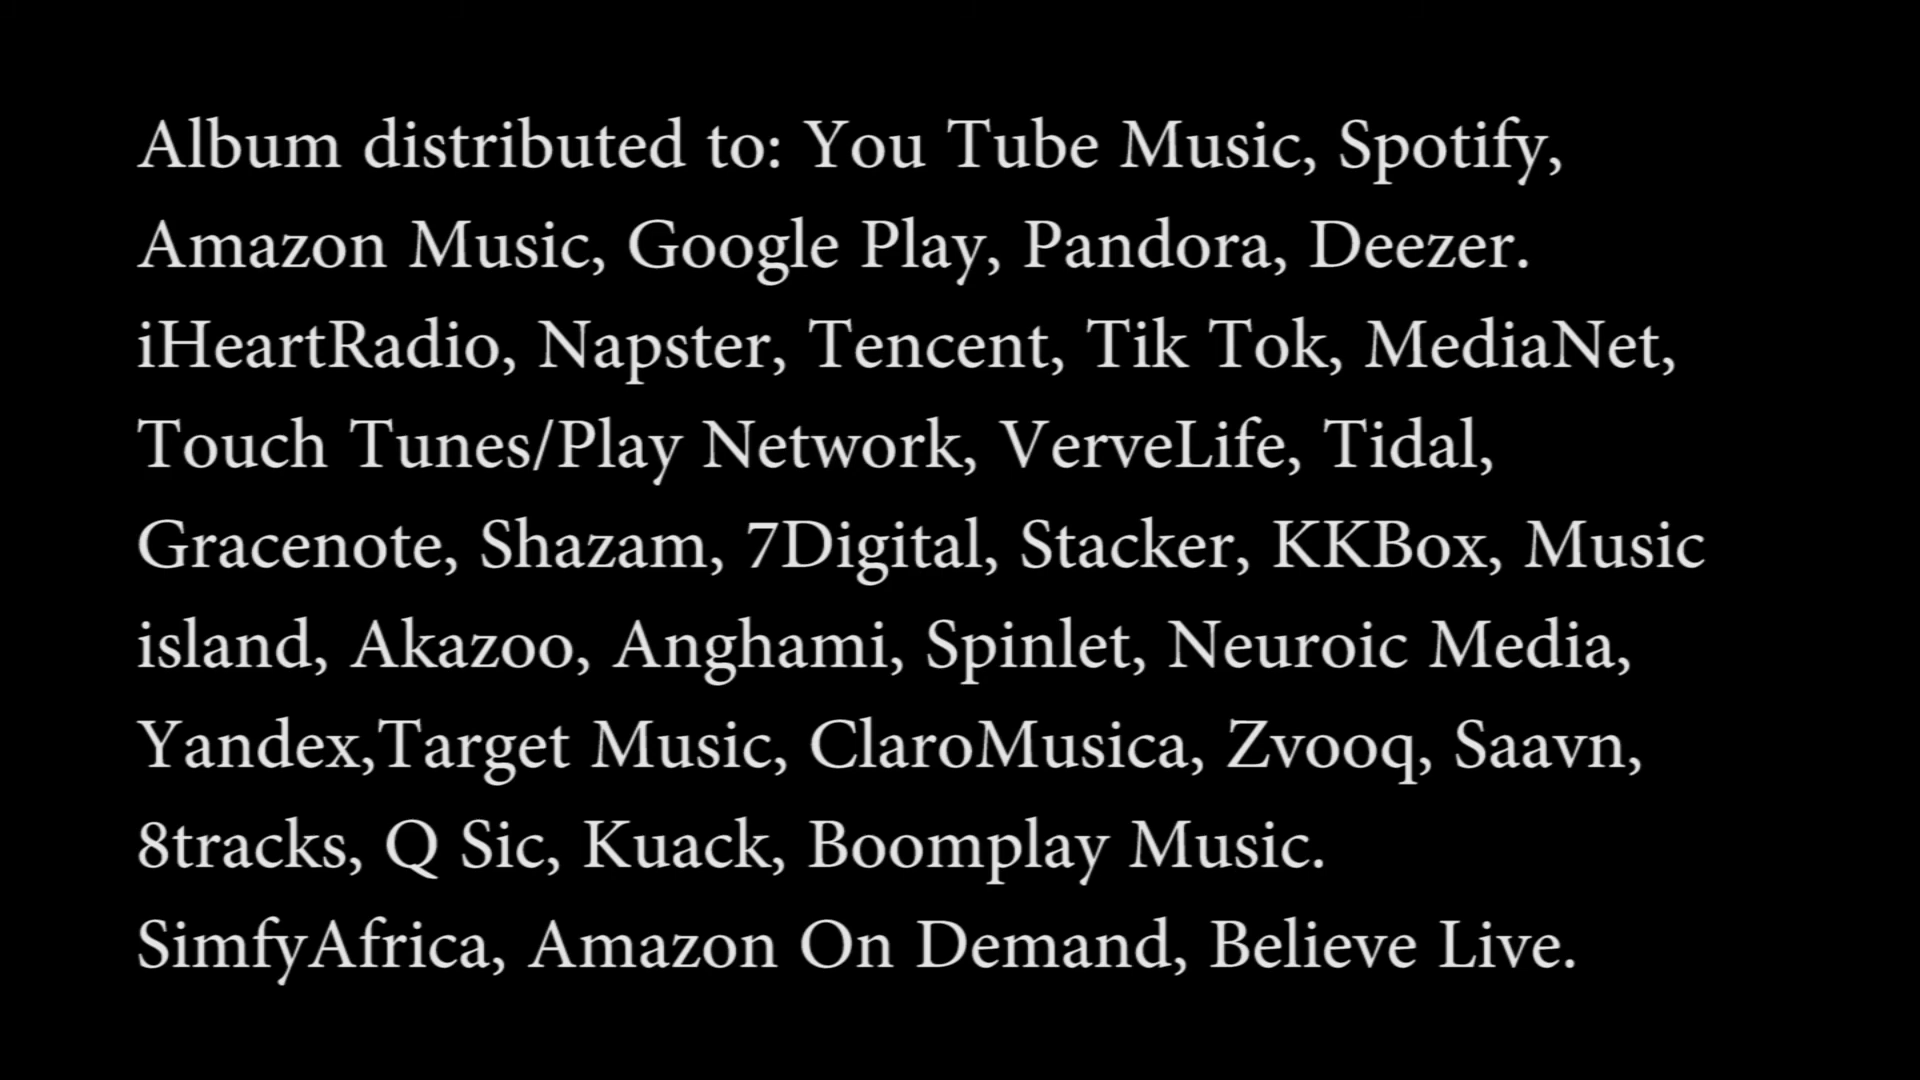 Album distributed to: You Tube Music, Spotify,
Amazon Music, Google Play, Pandora, Deezer.
iHeartRadio, Napster, Tencent, Tik Tok, MediaNet,
Touch Tunes/Play Network, VerveLife, Tidal,
Gracenote, Shazam, 7Digital, Stacker, KKBox, Music
island, Akazoo, Anghami, Spinlet, Neuroic Media,
Yandex,Target Music, ClaroMusica, Zvooq, Saavn,
8tracks, Q Sic, Kuack, Boomplay Music.
SimfyAfrica, Amazon On Demand, Believe Live.